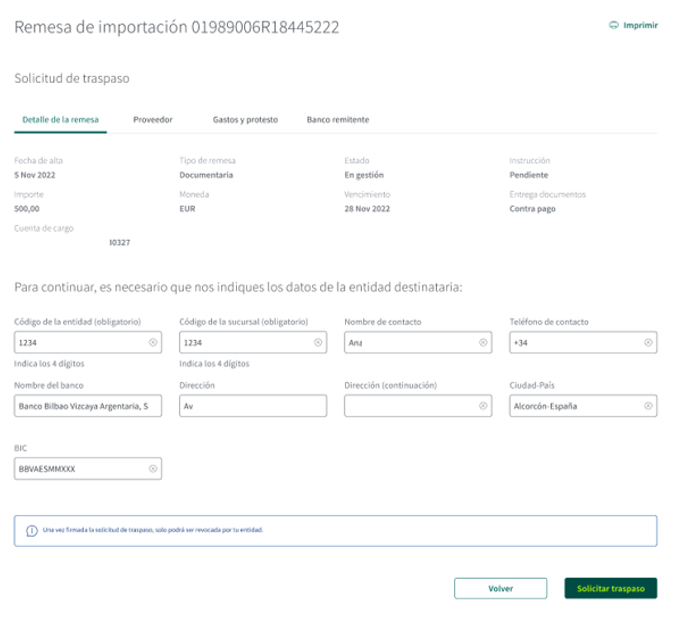 Remesa de importación 01989006R18445222
Imprimir
Solicitud de traspaso
Detalle de la remesa Proveedor Gastos y protesto Banco remitente
Fecha de alta Tipo de remesa Estado Instrucción
5 Nov 2022 Documentaria En gestión Pendiente
Importe Moneda Vencimiento Entrega documentos
500,00 EUR 28 Nov 2022 Contra pago
Cuenta de cargo
I0327
Para continuar, es necesario que nos indiques los datos de la entidad destinataria:
Código de la entidad (obligatorio) Código de la sucursal (obligatorio) Nombre de contacto Teléfono de contacto
1234 1234 Ana +34
Indica los 4 dígitos Indica los 4 dígitos
Nombre del banco Dirección Dirección (continuación) Ciudad-País
Banco Bilbao Vizcaya Argentaria, S Av Alcorcón-España
BIC
BBVAESMMXXX
Una vez firmada la solicitud de traspaso, solo podrá ser revocada por tu entidad.
Volver Solicitar traspaso